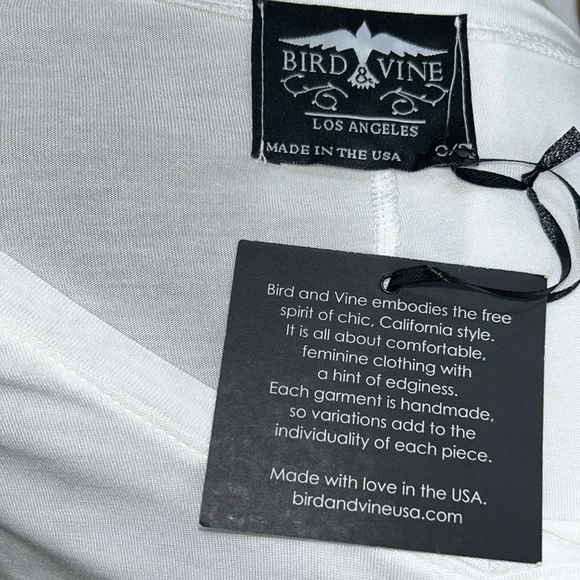 BIRD & VINE
LOS ANGELES
MADE IN THE USA O/S
Bird and Vine embodies the free
spirit of chic, California style.
It is all about comfortable,
feminine clothing with
a hint of edginess.
Each garment is handmade,
so variations add to the
individuality of each piece.
Made with love in the USA.
birdandvineusa.com